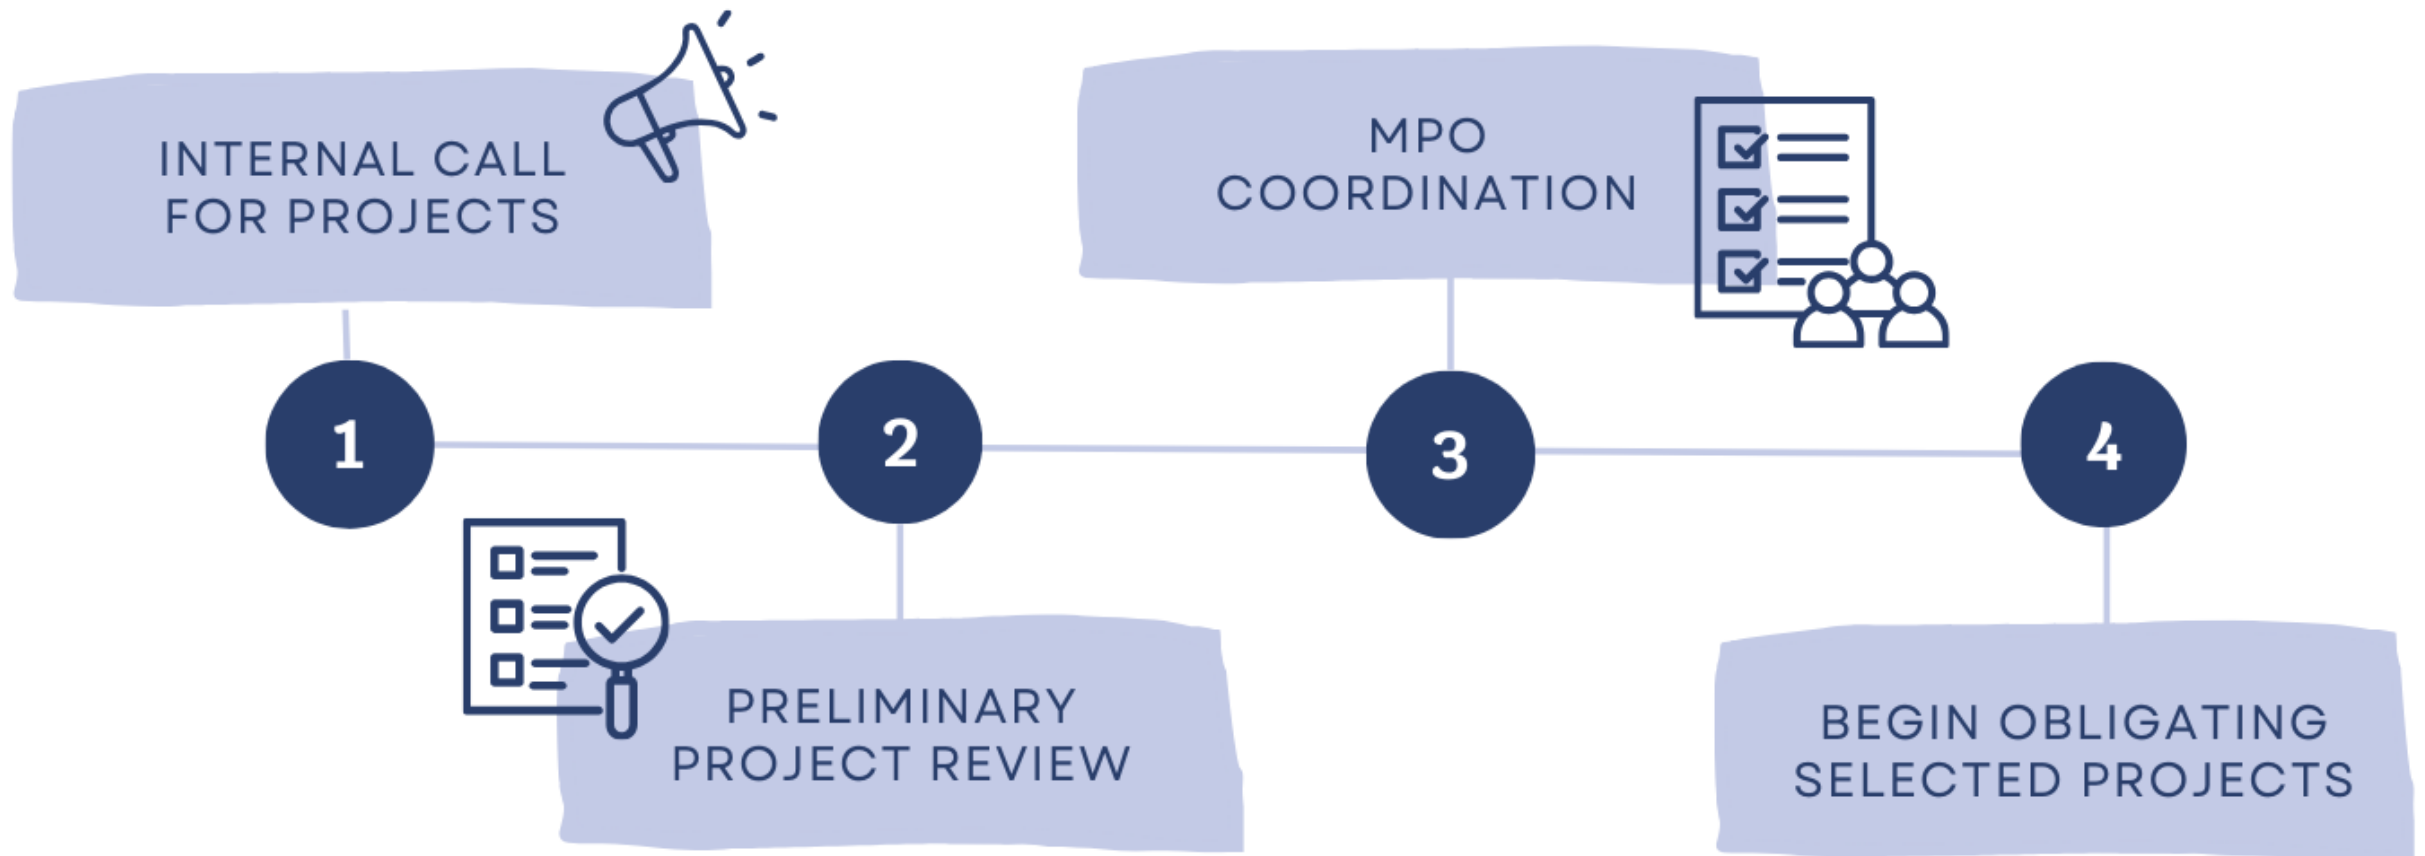 INTERNAL CALL
FOR PROJECTS
1
2
PRELIMINARY
PROJECT REVIEW
MPO
COORDINATION
3
4
BEGIN OBLIGATING
SELECTED PROJECTS